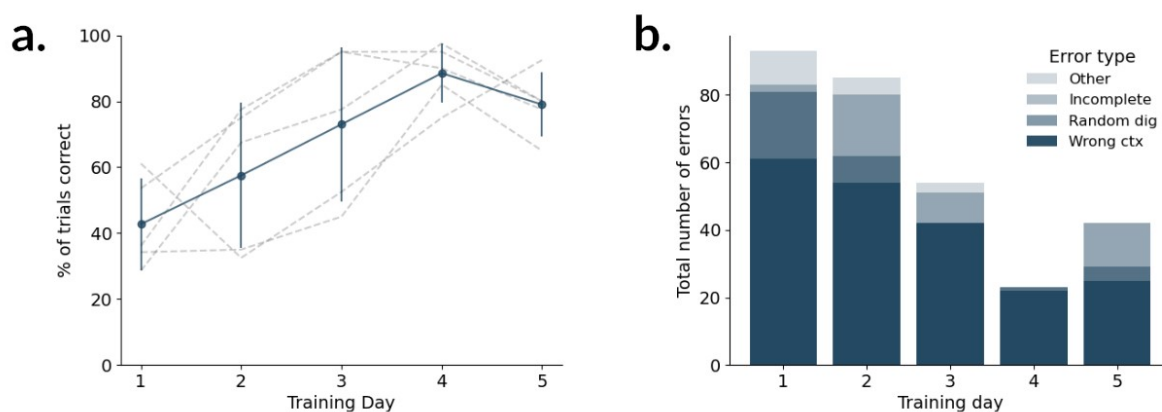 a.
100
80
60
40
20
0
% of trials correct
1 2 3 4 5
Training Day
b.
Error type
Other
Incomplete
Random dig
Wrong ctx
80
60
40
20
0
Total number of errors
1 2 3 4 5
Training day